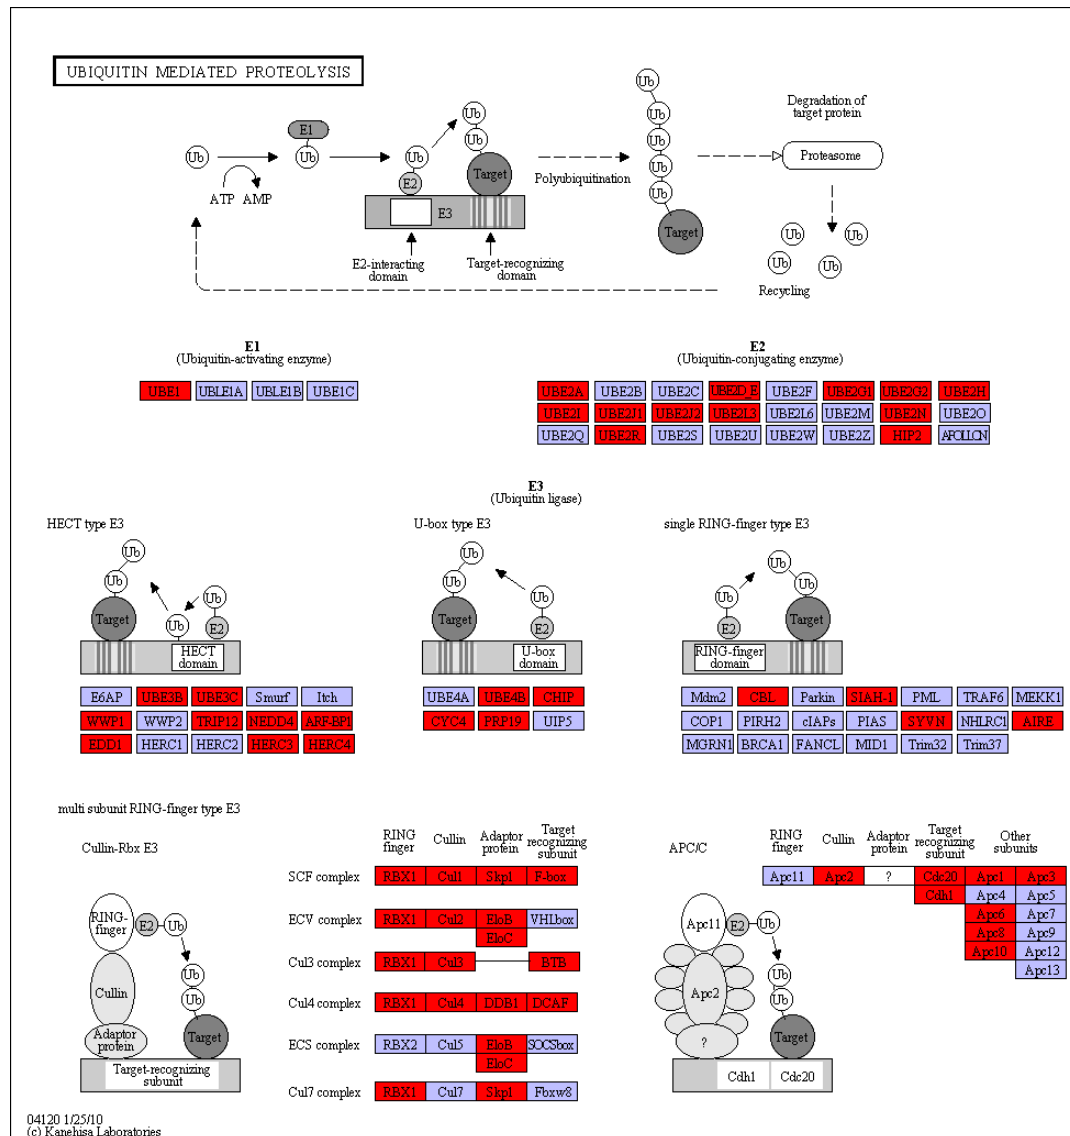 UBIQUITIN MEDIATED PROTEOLYSIS
Ub
E1
Ub
ATP AMP
Ub
E2
Ub
Ub
Target
E3
E2-interacting
domain
Target-recognizing
domain
Polyubiquitination
Ub
Ub
Ub
Ub
Ub
Target
Degradation of
target protein
Proteasome
Ub
Ub
Ub
Ub
Recycling
E1
(Ubiquitin-activating enzyme)
UBE1 UBLE1A UBLE1B UBE1C
E2
(Ubiquitin-conjugating enzyme)
UBE2A UBE2B UBE2C UBE2D_E UBE2F UBE2G1 UBE2G2 UBE2H
UBE2I UBE2J1 UBE2J2 UBE2L3 UBE2L6 UBE2M UBE2N UBE2O
UBE2Q UBE2R UBE2S UBE2U UBE2W UBE2Z HIP2 APOLLCN
E3
(Ubiquitin ligase)
HECT type E3
Ub
Ub
Target
Ub
Ub
E2
HECT
domain
E6AP UBE3B UBE3C Smurf Itch
WWP1 WWP2 TRIP12 NEDD4 ARF-BP1
EDD1 HERC1 HERC2 HERC3 HERC4
U-box type E3
Ub
Ub
Target
Ub
E2
U-box
domain
UBE4A UBE4B CHIP
CYC4 PRP19 UIP5
single RING-finger type E3
Ub
E2
Ub
Ub
Target
RING-finger
domain
Mdm2 CBL Parkin SIAH-1 PML TRAF6 MEKK1
COP1 PIRH2 cIAPs PIAS SYVN NHLRC1 AIRE
MGRN1 BRCA1 FANCL MID1 Trim32 Trim37
multi subunit RING-finger type E3
Cullin-Rbx E3
RING-
finger
E2
Ub
Cullin
Ub
Ub
Adaptor
protein
Target
Target-recognizing
subunit
RING
finger
Cullin
Adaptor
protein
Target
recognizing
subunit
SCF complex RBX1 Cul1 Skp1 F-box
ECV complex RBX1 Cul2 EloB VHLbox
EloC
Cul3 complex RBX1 Cul3 BTB
Cul4 complex RBX1 Cul4 DDB1 DCAF
ECS complex RBX2 Cul5 EloB SOCSbox
EloC
Cul7 complex RBX1 Cul7 Skp1 Fbxw8
APC/C
Apc11
E2
Ub
Apc2
Ub
Ub
?
Target
Cdh1 Cdc20
RING
finger
Cullin
Adaptor
protein
Target
recognizing
subunit
Other
subunits
Apc11 Apc2 ? Cdc20 Apc1 Apc3
Cdh1 Apc4 Apc5
Apc6 Apc7
Apc8 Apc9
Apc10 Apc12
Apc13
04120 1/25/10
(c) Kanehisa Laboratories